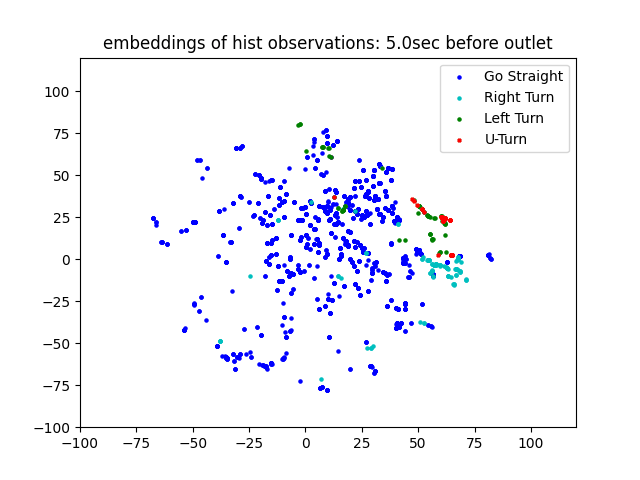 embeddings of hist observations: 5.0sec before outlet
Go Straight
Right Turn
Left Turn
U-Turn
100
75
50
25
0
−25
−50
−75
−100
−100 −75 −50 −25 0 25 50 75 100